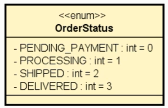 <<enum>>
OrderStatus
- PENDING_PAYMENT : int = 0
- PROCESSING : int = 1
- SHIPPED : int = 2
- DELIVERED : int = 3